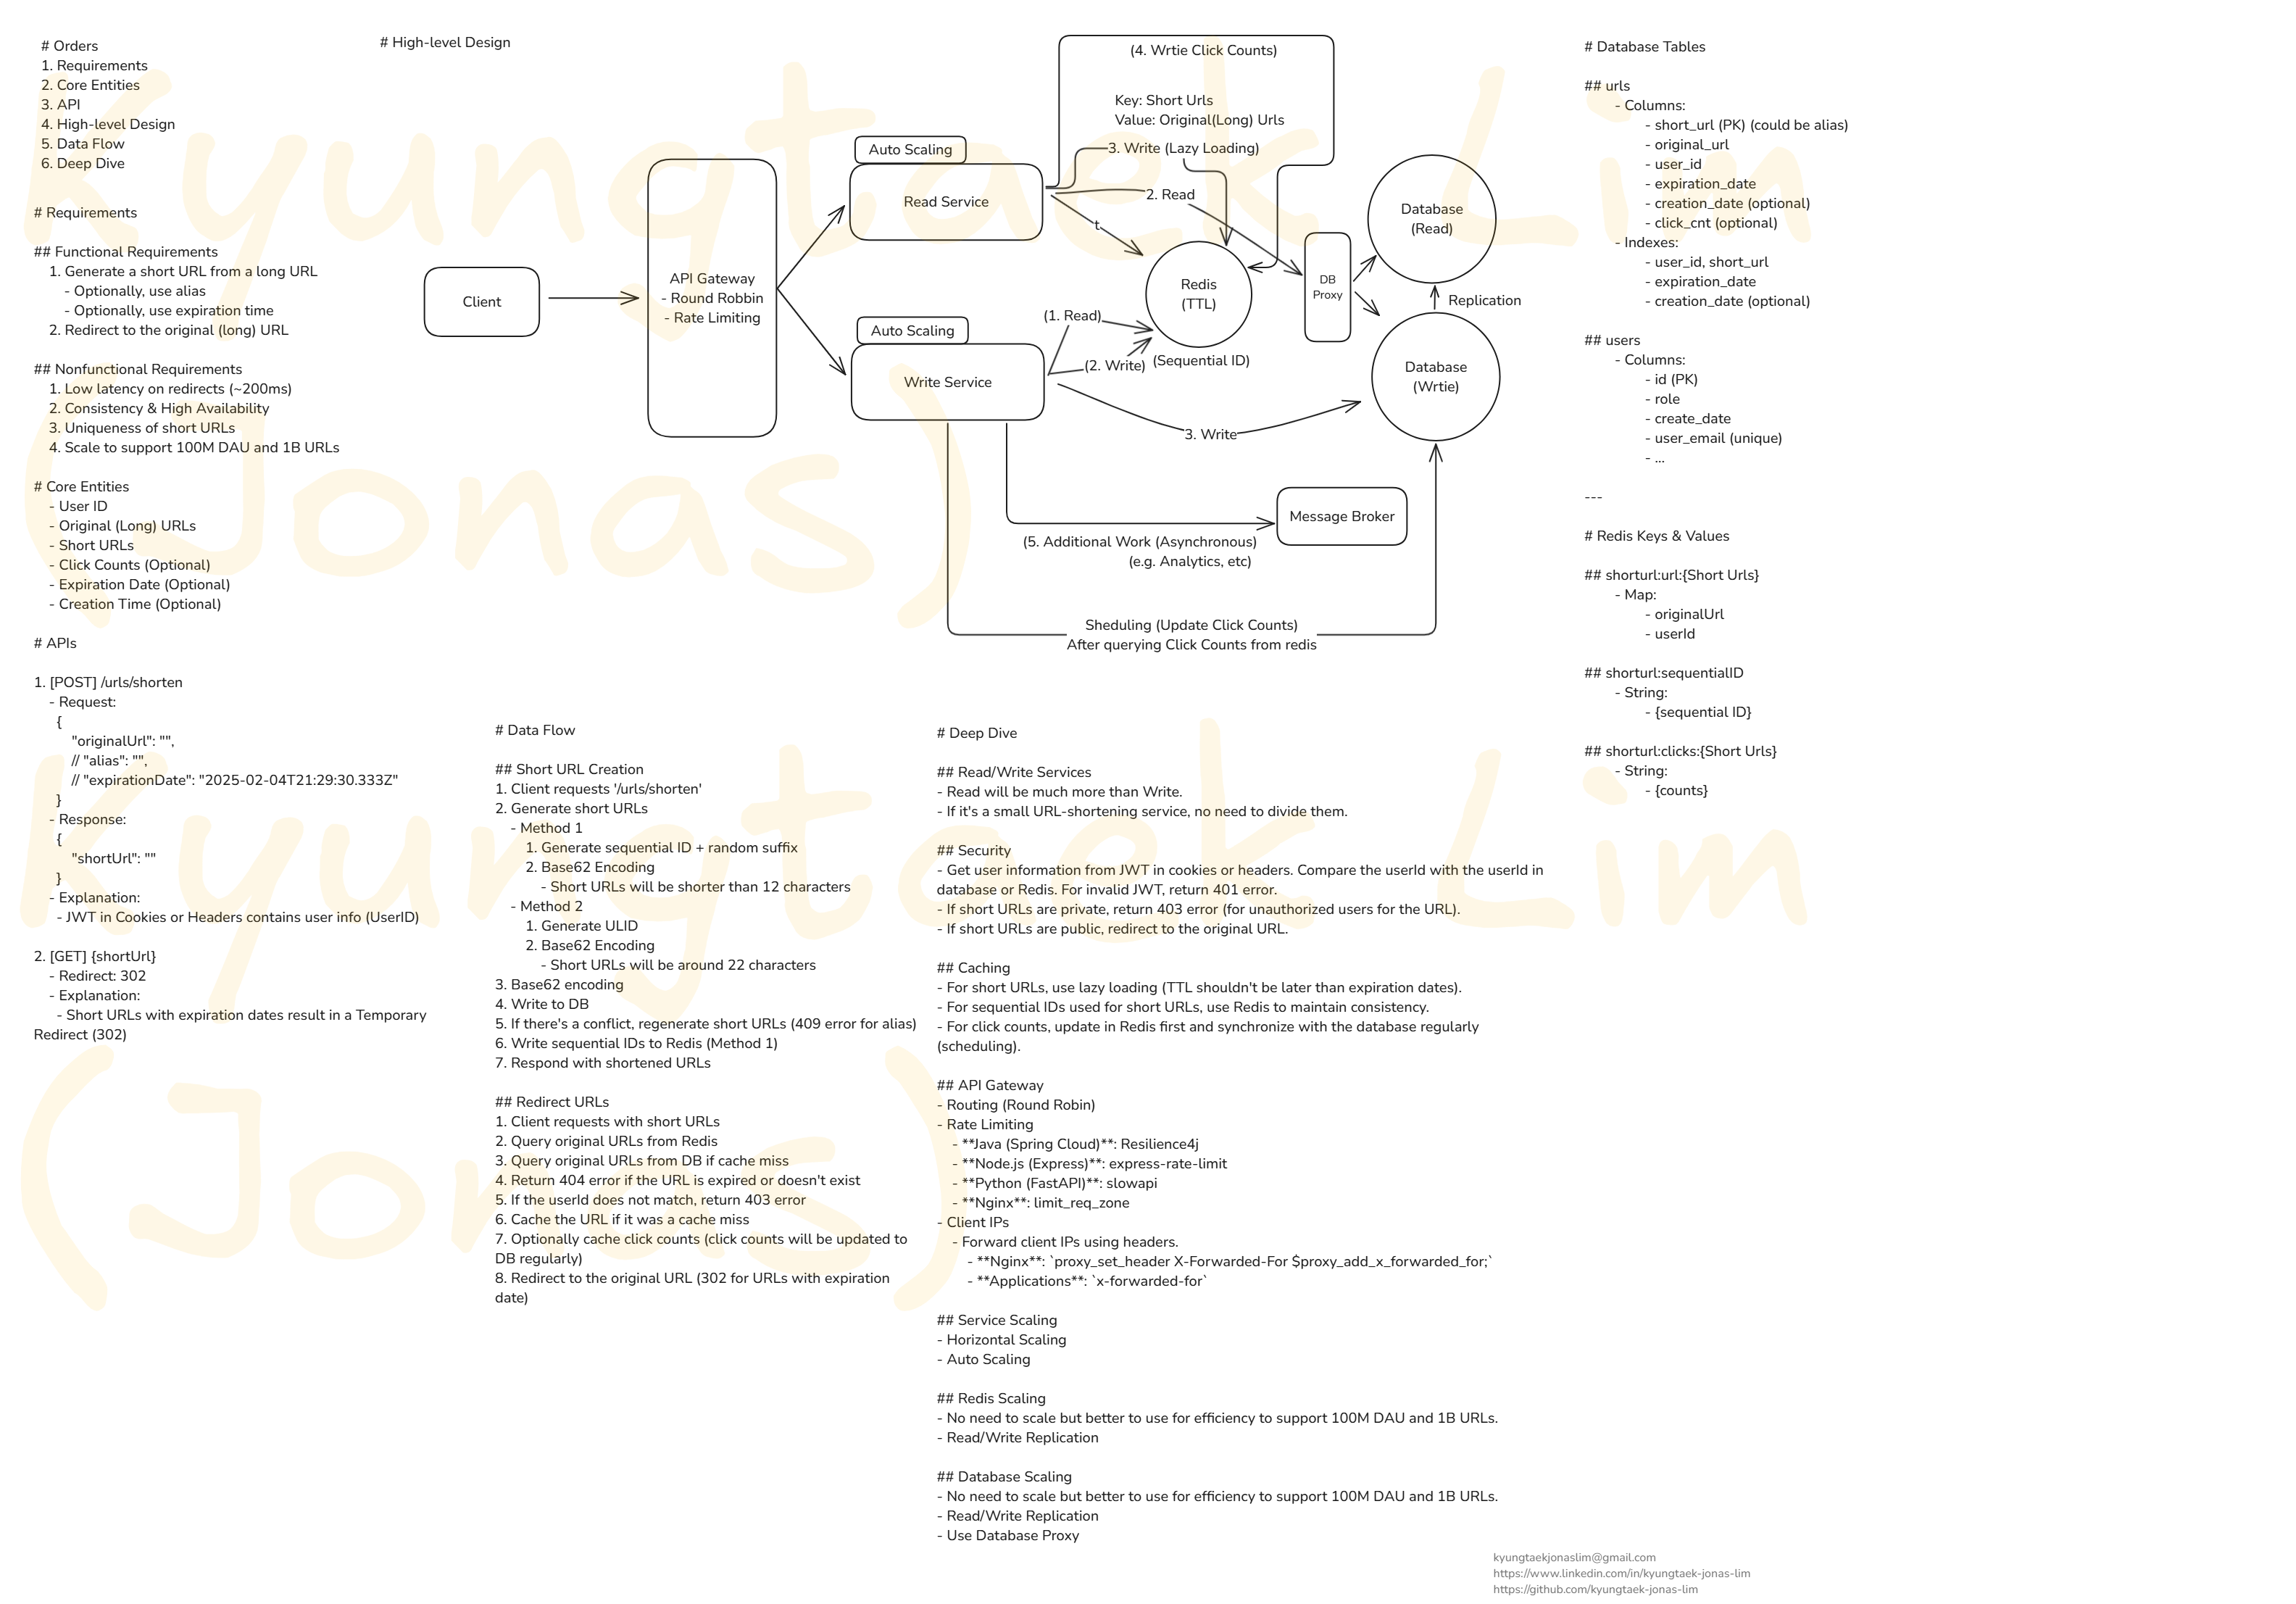 # Orders
1. Requirements
2. Core Entities
3. API
4. High-level Design
5. Data Flow
6. Deep Dive
# Requirements
## Functional Requirements
1. Generate a short URL from a long URL
- Optionally, use alias
- Optionally, use expiration time
2. Redirect to the original (long) URL
## Nonfunctional Requirements
1. Low latency on redirects (~200ms)
2. Consistency & High Availability
3. Uniqueness of short URLs
4. Scale to support 100M DAU and 1B URLs
# Core Entities
- User ID
- Original (Long) URLs
- Short URLs
- Click Counts (Optional)
- Expiration Date (Optional)
- Creation Time (Optional)
# APIs
1. [POST] /urls/shorten
- Request:
{
"originalUrl": "",
// "alias": "",
// "expirationDate": "2025-02-04T21:29:30.333Z"
}
- Response:
{
"shortUrl": ""
}
- Explanation:
- JWT in Cookies or Headers contains user info (UserID)
2. [GET] {shortUrl}
- Redirect: 302
- Explanation:
- Short URLs with expiration dates result in a Temporary
Redirect (302)
# High-level Design
Client
API Gateway
- Round Robbin
- Rate Limiting
Auto Scaling
Read Service
Auto Scaling
Write Service
(4. Wrtie Click Counts)
Key: Short Urls
Value: Original(Long) Urls
3. Write (Lazy Loading)
2. Read
t
Redis
(TTL)
(1. Read)
(2. Write)
(Sequential ID)
3. Write
DB
Proxy
Database
(Read)
Replication
Database
(Wrtie)
Message Broker
(5. Additional Work (Asynchronous)
(e.g. Analytics, etc)
Sheduling (Update Click Counts)
After querying Click Counts from redis
# Data Flow
## Short URL Creation
1. Client requests '/urls/shorten'
2. Generate short URLs
- Method 1
1. Generate sequential ID + random suffix
2. Base62 Encoding
- Short URLs will be shorter than 12 characters
- Method 2
1. Generate ULID
2. Base62 Encoding
- Short URLs will be around 22 characters
3. Base62 encoding
4. Write to DB
5. If there's a conflict, regenerate short URLs (409 error for alias)
6. Write sequential IDs to Redis (Method 1)
7. Respond with shortened URLs
## Redirect URLs
1. Client requests with short URLs
2. Query original URLs from Redis
3. Query original URLs from DB if cache miss
4. Return 404 error if the URL is expired or doesn't exist
5. If the userId does not match, return 403 error
6. Cache the URL if it was a cache miss
7. Optionally cache click counts (click counts will be updated to
DB regularly)
8. Redirect to the original URL (302 for URLs with expiration
date)
# Deep Dive
## Read/Write Services
- Read will be much more than Write.
- If it's a small URL-shortening service, no need to divide them.
## Security
- Get user information from JWT in cookies or headers. Compare the userId with the userId in
database or Redis. For invalid JWT, return 401 error.
- If short URLs are private, return 403 error (for unauthorized users for the URL).
- If short URLs are public, redirect to the original URL.
## Caching
- For short URLs, use lazy loading (TTL shouldn't be later than expiration dates).
- For sequential IDs used for short URLs, use Redis to maintain consistency.
- For click counts, update in Redis first and synchronize with the database regularly
(scheduling).
## API Gateway
- Routing (Round Robin)
- Rate Limiting
- **Java (Spring Cloud)**: Resilience4j
- **Node.js (Express)**: express-rate-limit
- **Python (FastAPI)**: slowapi
- **Nginx**: limit_req_zone
- Client IPs
- Forward client IPs using headers.
- **Nginx**: `proxy_set_header X-Forwarded-For $proxy_add_x_forwarded_for;`
- **Applications**: `x-forwarded-for`
## Service Scaling
- Horizontal Scaling
- Auto Scaling
## Redis Scaling
- No need to scale but better to use for efficiency to support 100M DAU and 1B URLs.
- Read/Write Replication
## Database Scaling
- No need to scale but better to use for efficiency to support 100M DAU and 1B URLs.
- Read/Write Replication
- Use Database Proxy
# Database Tables
## urls
- Columns:
- short_url (PK) (could be alias)
- original_url
- user_id
- expiration_date
- creation_date (optional)
- click_cnt (optional)
- Indexes:
- user_id, short_url
- expiration_date
- creation_date (optional)
## users
- Columns:
- id (PK)
- role
- create_date
- user_email (unique)
- ...
---
# Redis Keys & Values
## shorturl:url:{Short Urls}
- Map:
- originalUrl
- userId
## shorturl:sequentialID
- String:
- {sequential ID}
## shorturl:clicks:{Short Urls}
- String:
- {counts}
kyungtaekjonaslim@gmail.com
https://www.linkedin.com/in/kyungtaek-jonas-lim
https://github.com/kyungtaek-jonas-lim
Kyungtaek Lim
(Jonas)
Kyungtaek Lim
(Jonas)